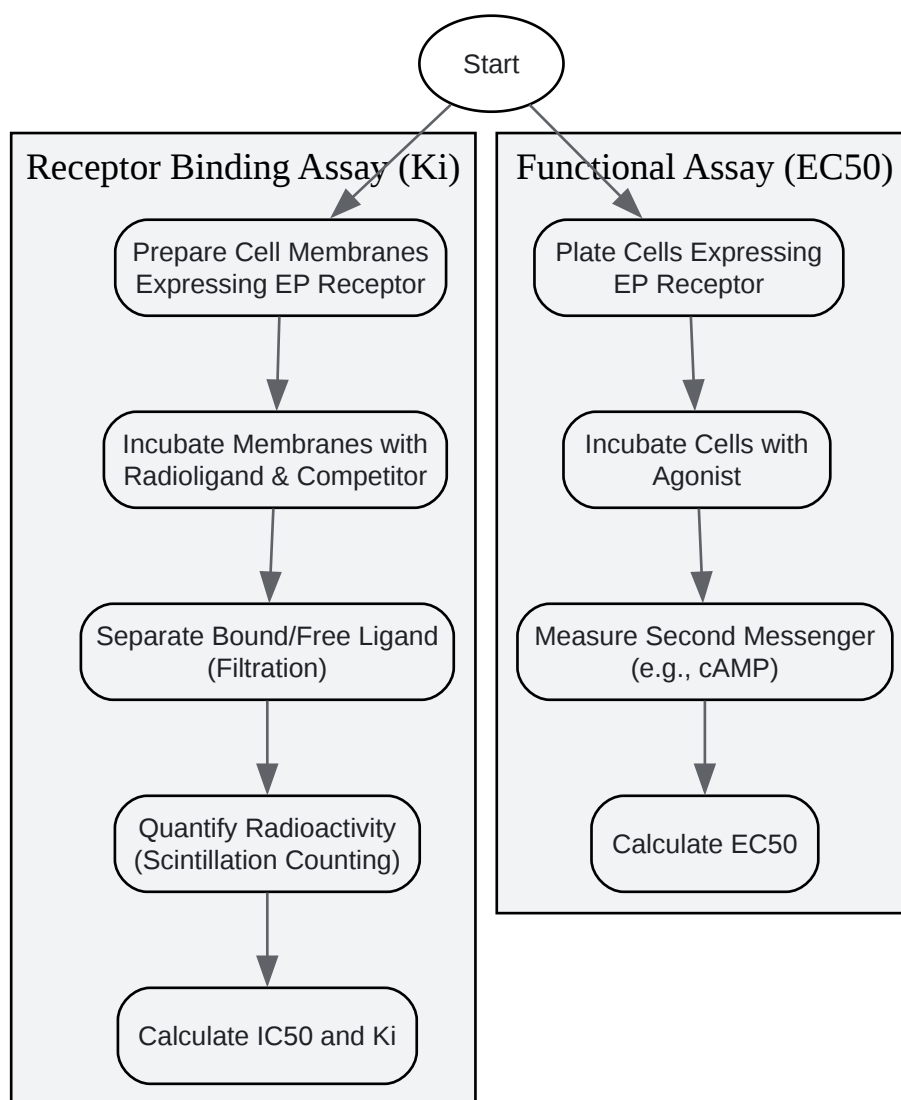 Start
Receptor Binding Assay (Ki)
Prepare Cell Membranes
Expressing EP Receptor
Incubate Membranes with
Radioligand & Competitor
Separate Bound/Free Ligand
(Filtration)
Quantify Radioactivity
(Scintillation Counting)
Calculate IC50 and Ki
Functional Assay (EC50)
Plate Cells Expressing
EP Receptor
Incubate Cells with
Agonist
Measure Second Messenger
(e.g., cAMP)
Calculate EC50